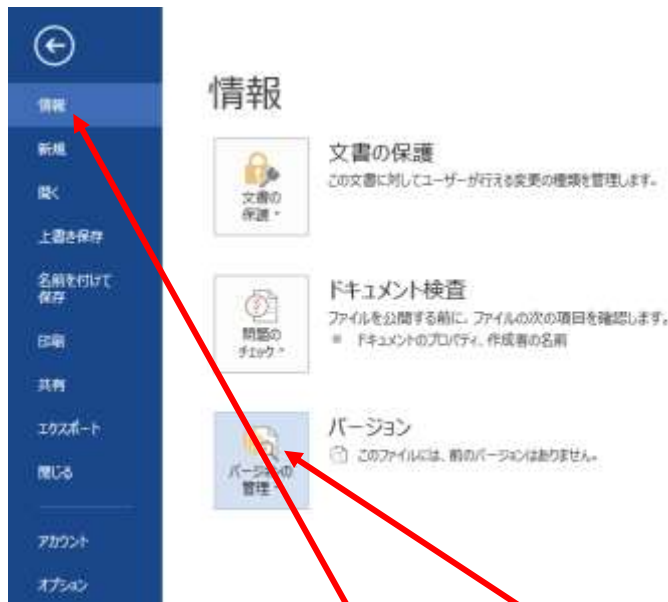 情報
新規
開く
上書き保存
名前を付けて
保存
印刷
共有
エクスポート
閉じる
アカウント
オプション
情報
文書の
保護
文書の保護
この文書に対してユーザーが行える変更の種類を管理します。
問題の
チェック
ドキュメント検査
ファイルを公開する前に、ファイルの次の項目を確認します。
ドキュメントのプロパティ、作成者の名前
バージョンの
管理
バージョン
このファイルには、前のバージョンはありません。